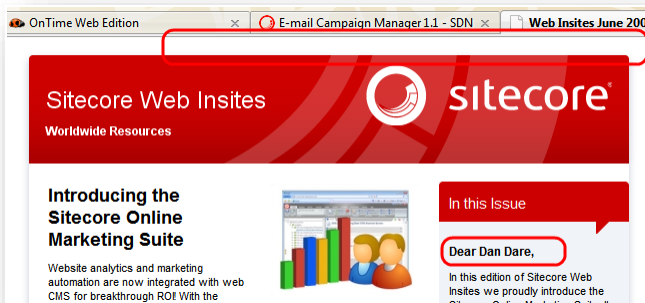 OnTime Web Edition
E-mail Campaign Manager 1.1 - SDN
Web Insites June 200
Sitecore Web Insites
sitecore
Worldwide Resources
Introducing the
Sitecore Online
Marketing Suite
Website analytics and marketing
automation are now integrated with web
CMS for breakthrough ROI! With the
In this Issue
Dear Dan Dare,
In this edition of Sitecore Web
Insites we proudly introduce the